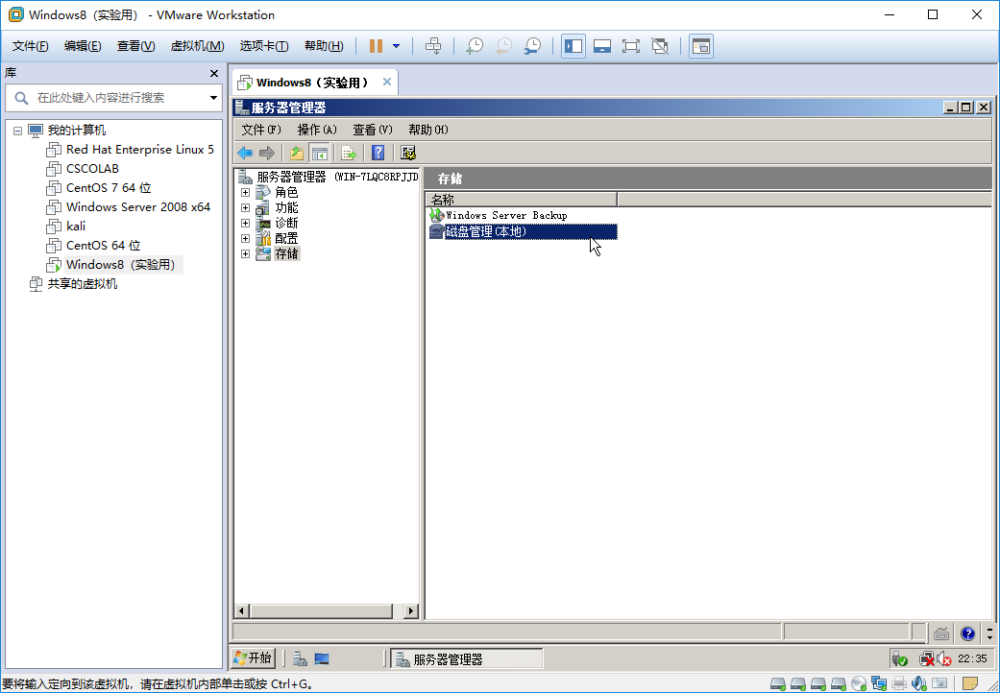 Windows8（实验用） - VMware Workstation
文件(F) 编辑(E) 查看(V) 虚拟机(M) 选项卡(T) 帮助(H)
库
在此处键入内容进行搜索
我的计算机
Red Hat Enterprise Linux 5
CSCOLAB
CentOS 7 64 位
Windows Server 2008 x64
kali
CentOS 64 位
Windows8（实验用）
共享的虚拟机
Windows8（实验用）
服务器管理器
文件(F) 操作(A) 查看(V) 帮助(H)
服务器管理器 (WIN-7LQC8RPJJD
角色
功能
诊断
配置
存储
存储
名称
Windows Server Backup
磁盘管理(本地)
开始
服务器管理器
22:35
要将输入定向到该虚拟机，请在虚拟机内部单击或按 Ctrl+G。